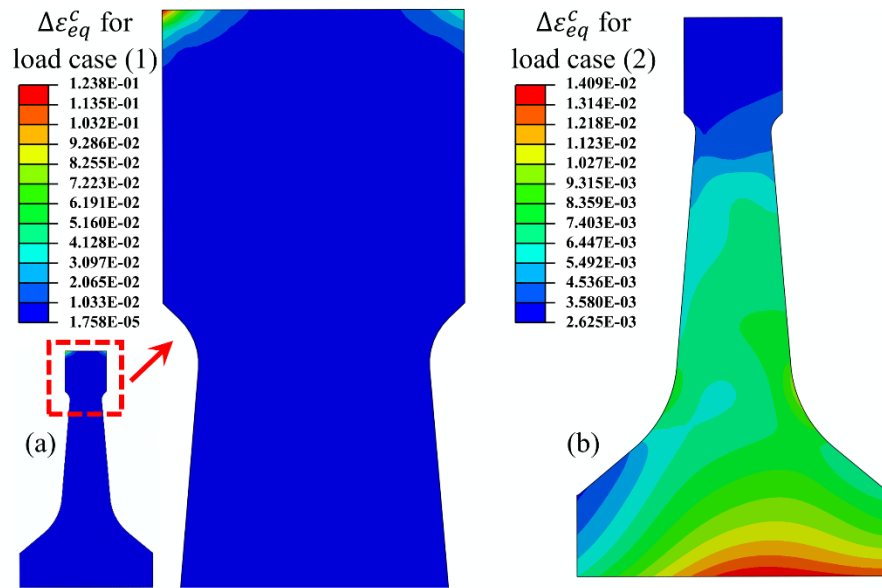 Δε^c_eq for
load case (1)
1.238E-01
1.135E-01
1.032E-01
9.286E-02
8.255E-02
7.223E-02
6.191E-02
5.160E-02
4.128E-02
3.097E-02
2.065E-02
1.033E-02
1.758E-05
(a)
Δε^c_eq for
load case (2)
1.409E-02
1.314E-02
1.218E-02
1.123E-02
1.027E-02
9.315E-03
8.359E-03
7.403E-03
6.447E-03
5.492E-03
4.536E-03
3.580E-03
2.625E-03
(b)